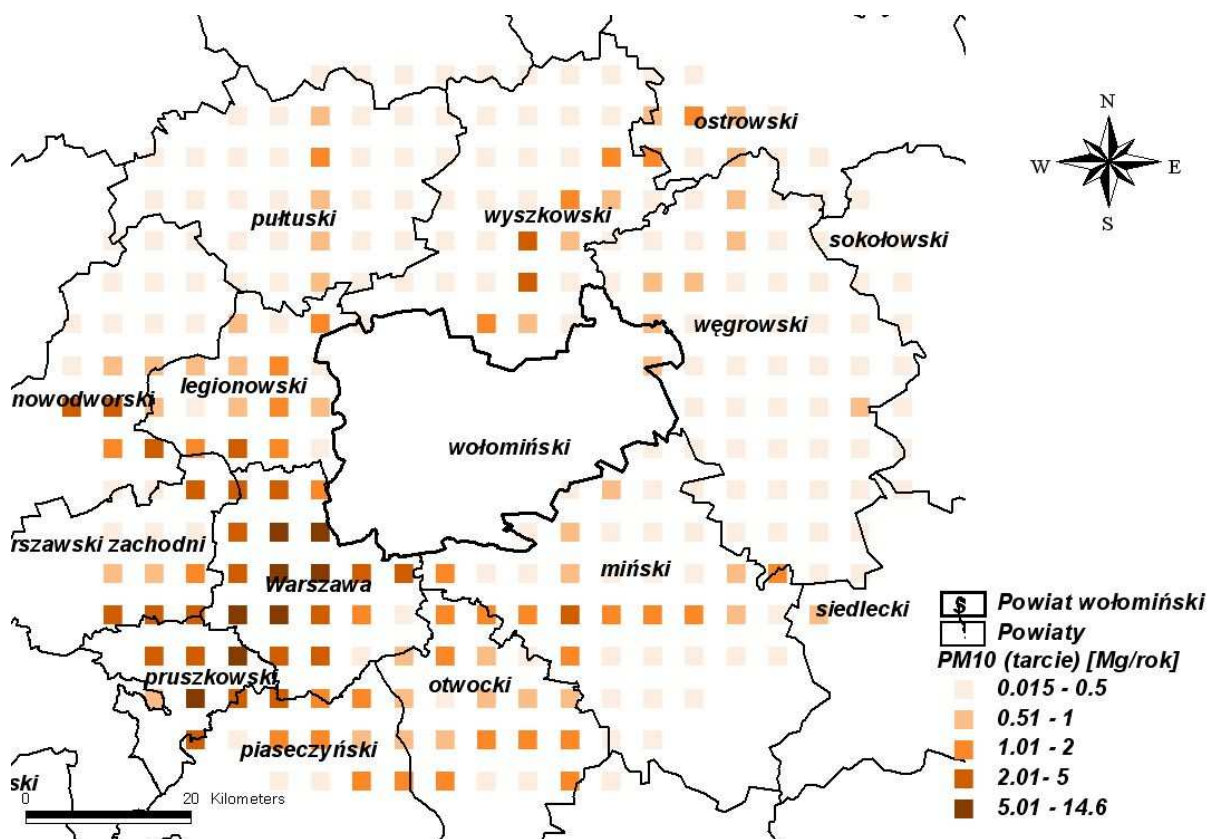 N
W E
S
ostrowski
pułtuski
wyszkowski
sokołowski
węgrowski
legionowski
nowodworski
wołomiński
rszawski zachodni
Warszawa
miński
siedlecki
pruszkowski
otwocki
piaseczyński
ski
0 20 Kilometers
$ Powiat wołomiński
Powiaty
PM10 (tarcie) [Mg/rok]
0.015 - 0.5
0.51 - 1
1.01 - 2
2.01- 5
5.01 - 14.6